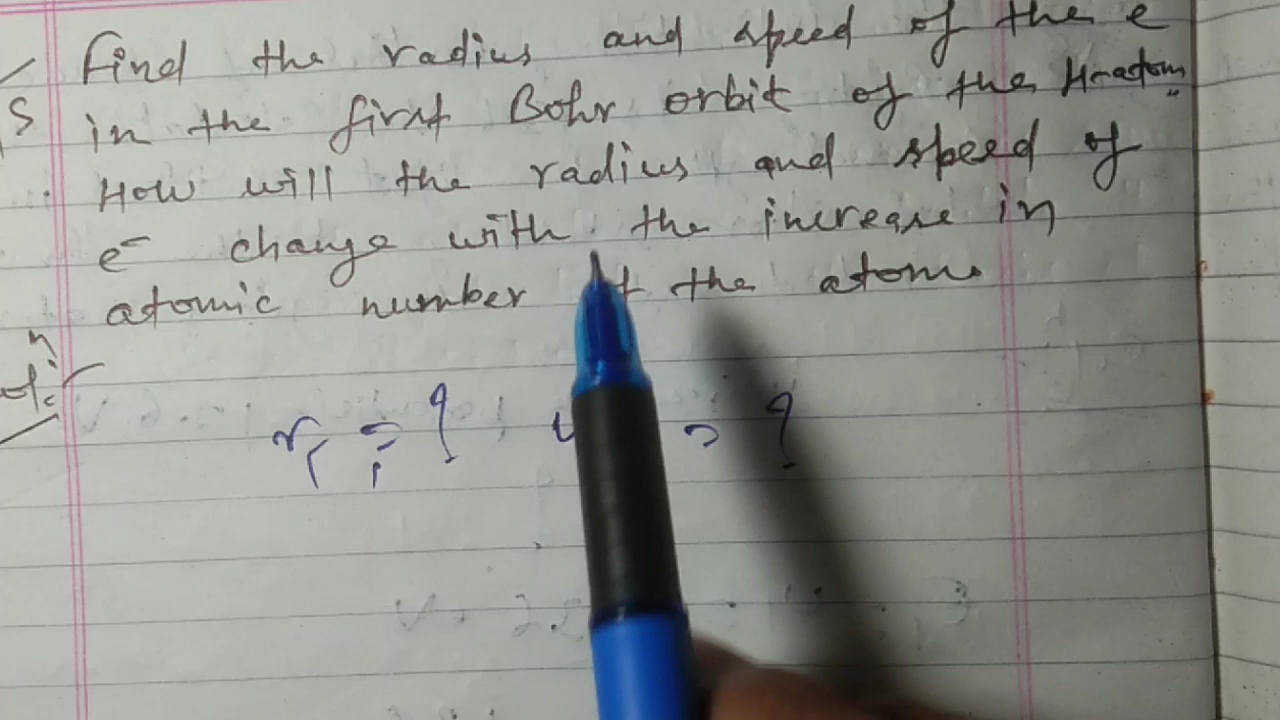 Find the radius and speed of the e
S in the first Bohr orbit of the H-atom
How will the radius and speed of
e⁻ change with the increase in
atomic number of the atom.
r₁ = ? = ?